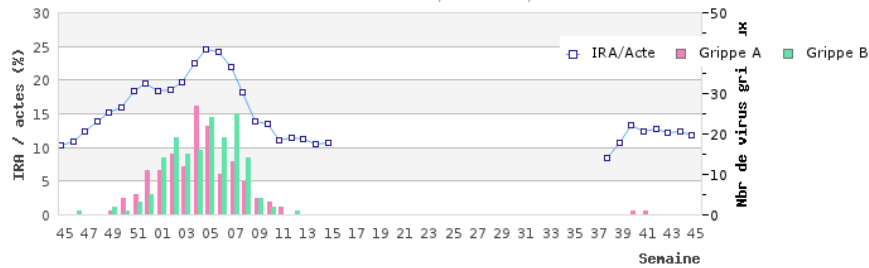 30 50
25
IRA/Acte Grippe A Grippe B
20
30
15
20
10
10
5
0 0
IRA / actes (%)
Nbr de virus gri ux
45 47 49 51 01 03 05 07 09 11 13 15 17 19 21 23 25 27 29 31 33 35 37 39 41 43 45
Semaine